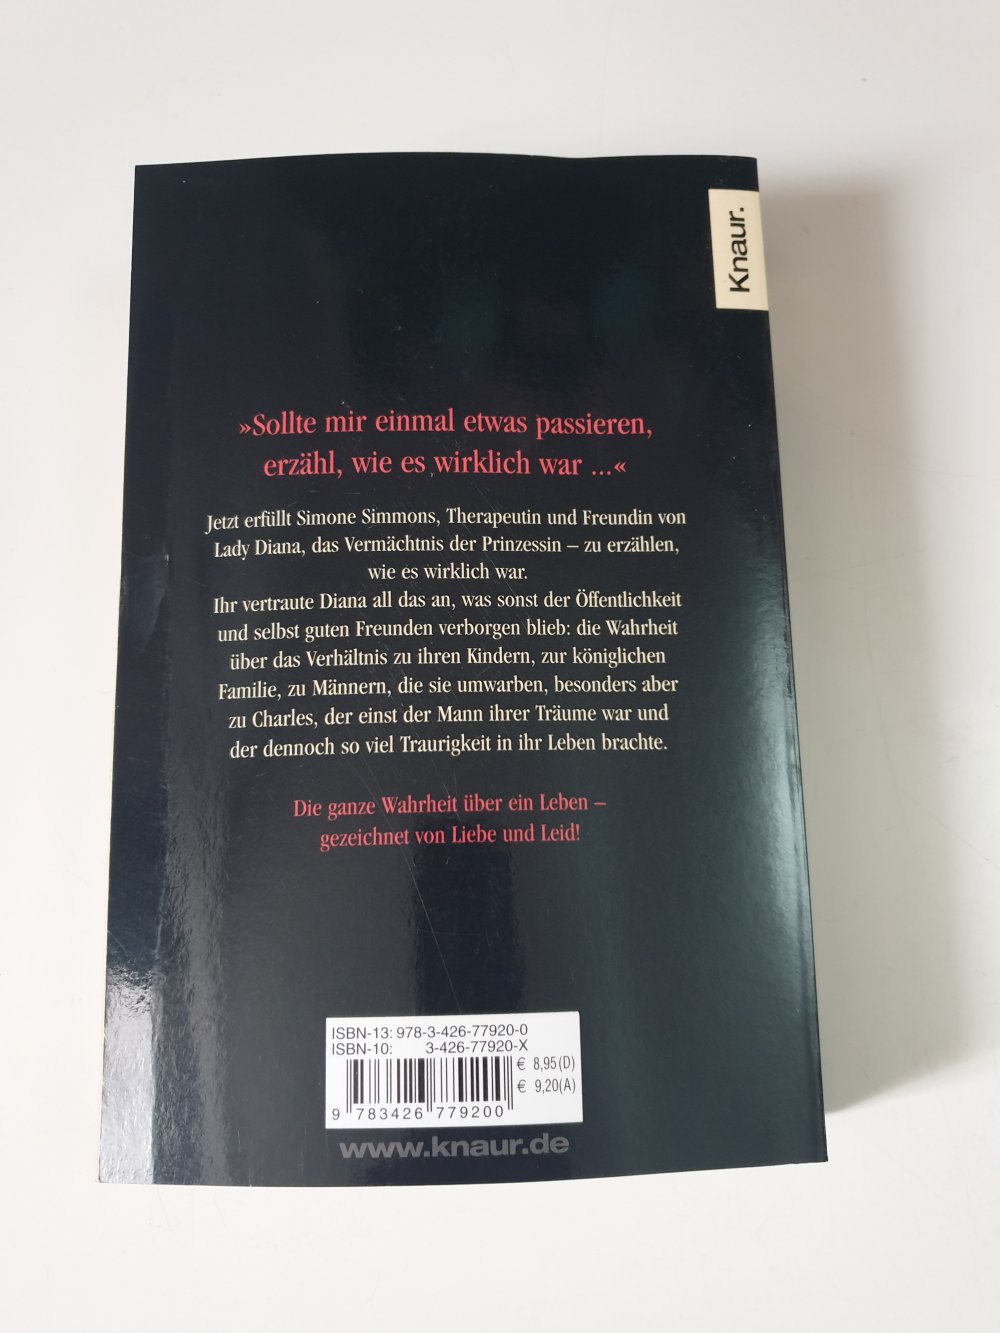 Knaur.
»Sollte mir einmal etwas passieren,
erzähl, wie es wirklich war ...«
Jetzt erfüllt Simone Simmons, Therapeutin und Freundin von
Lady Diana, das Vermächtnis der Prinzessin – zu erzählen,
wie es wirklich war.
Ihr vertraute Diana all das an, was sonst der Öffentlichkeit
und selbst guten Freunden verborgen blieb: die Wahrheit
über das Verhältnis zu ihren Kindern, zur königlichen
Familie, zu Männern, die sie umwarben, besonders aber
zu Charles, der einst der Mann ihrer Träume war und
der dennoch so viel Traurigkeit in ihr Leben brachte.
Die ganze Wahrheit über ein Leben –
gezeichnet von Liebe und Leid!
ISBN-13: 978-3-426-77920-0
ISBN-10: 3-426-77920-X
€ 8,95 (D)
€ 9,20 (A)
9 783426 779200
www.knaur.de